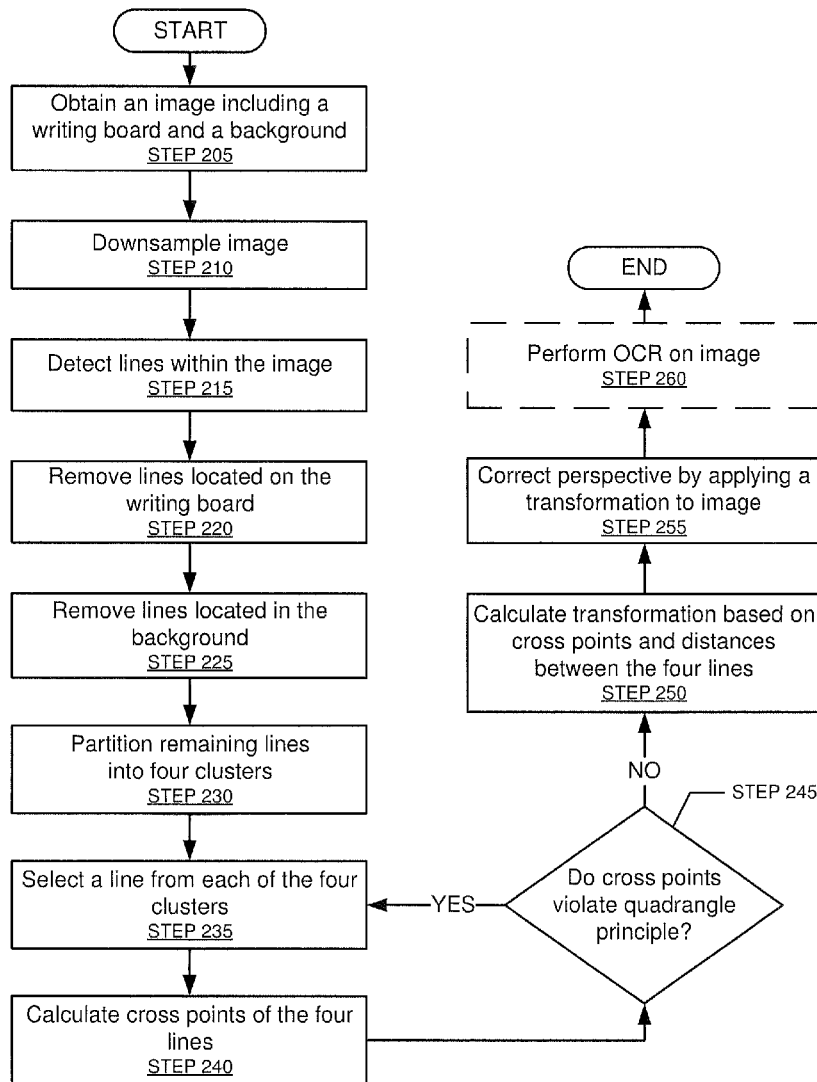 START
Obtain an image including a
writing board and a background
STEP 205
Downsample image
STEP 210
Detect lines within the image
STEP 215
Remove lines located on the
writing board
STEP 220
Remove lines located in the
background
STEP 225
Partition remaining lines
into four clusters
STEP 230
Select a line from each of the four
clusters
STEP 235
Calculate cross points of the four
lines
STEP 240
STEP 245
Do cross points
violate quadrangle
principle?
YES
NO
Calculate transformation based on
cross points and distances
between the four lines
STEP 250
Correct perspective by applying a
transformation to image
STEP 255
Perform OCR on image
STEP 260
END